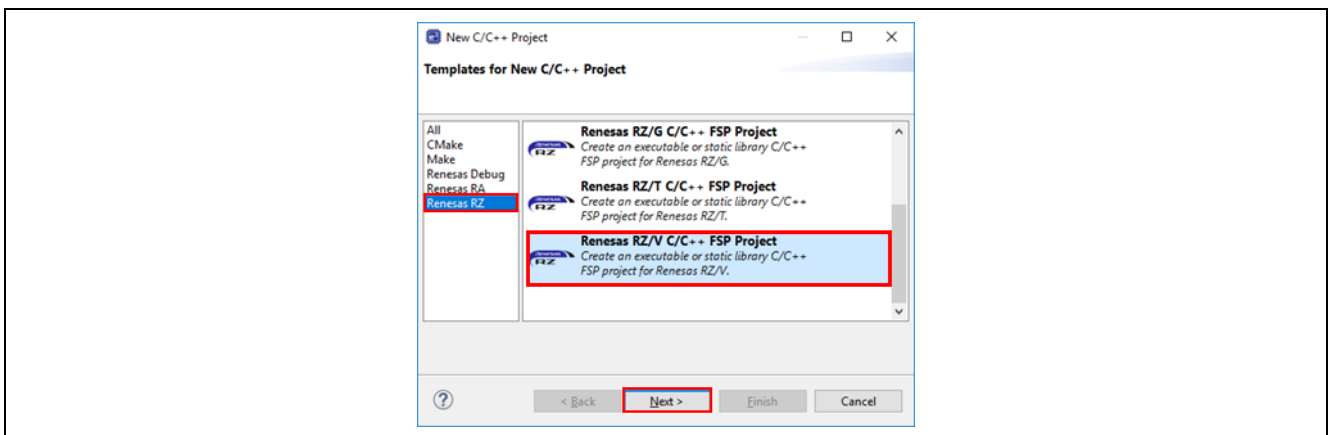 New C/C++ Project
Templates for New C/C++ Project
All
CMake
Make
Renesas Debug
Renesas RA
Renesas RZ
Renesas RZ/G C/C++ FSP Project
Create an executable or static library C/C++
FSP project for Renesas RZ/G.
Renesas RZ/T C/C++ FSP Project
Create an executable or static library C/C++
FSP project for Renesas RZ/T.
Renesas RZ/V C/C++ FSP Project
Create an executable or static library C/C++
FSP project for Renesas RZ/V.
RZ
RZ
RZ
? < Back Next > Finish Cancel